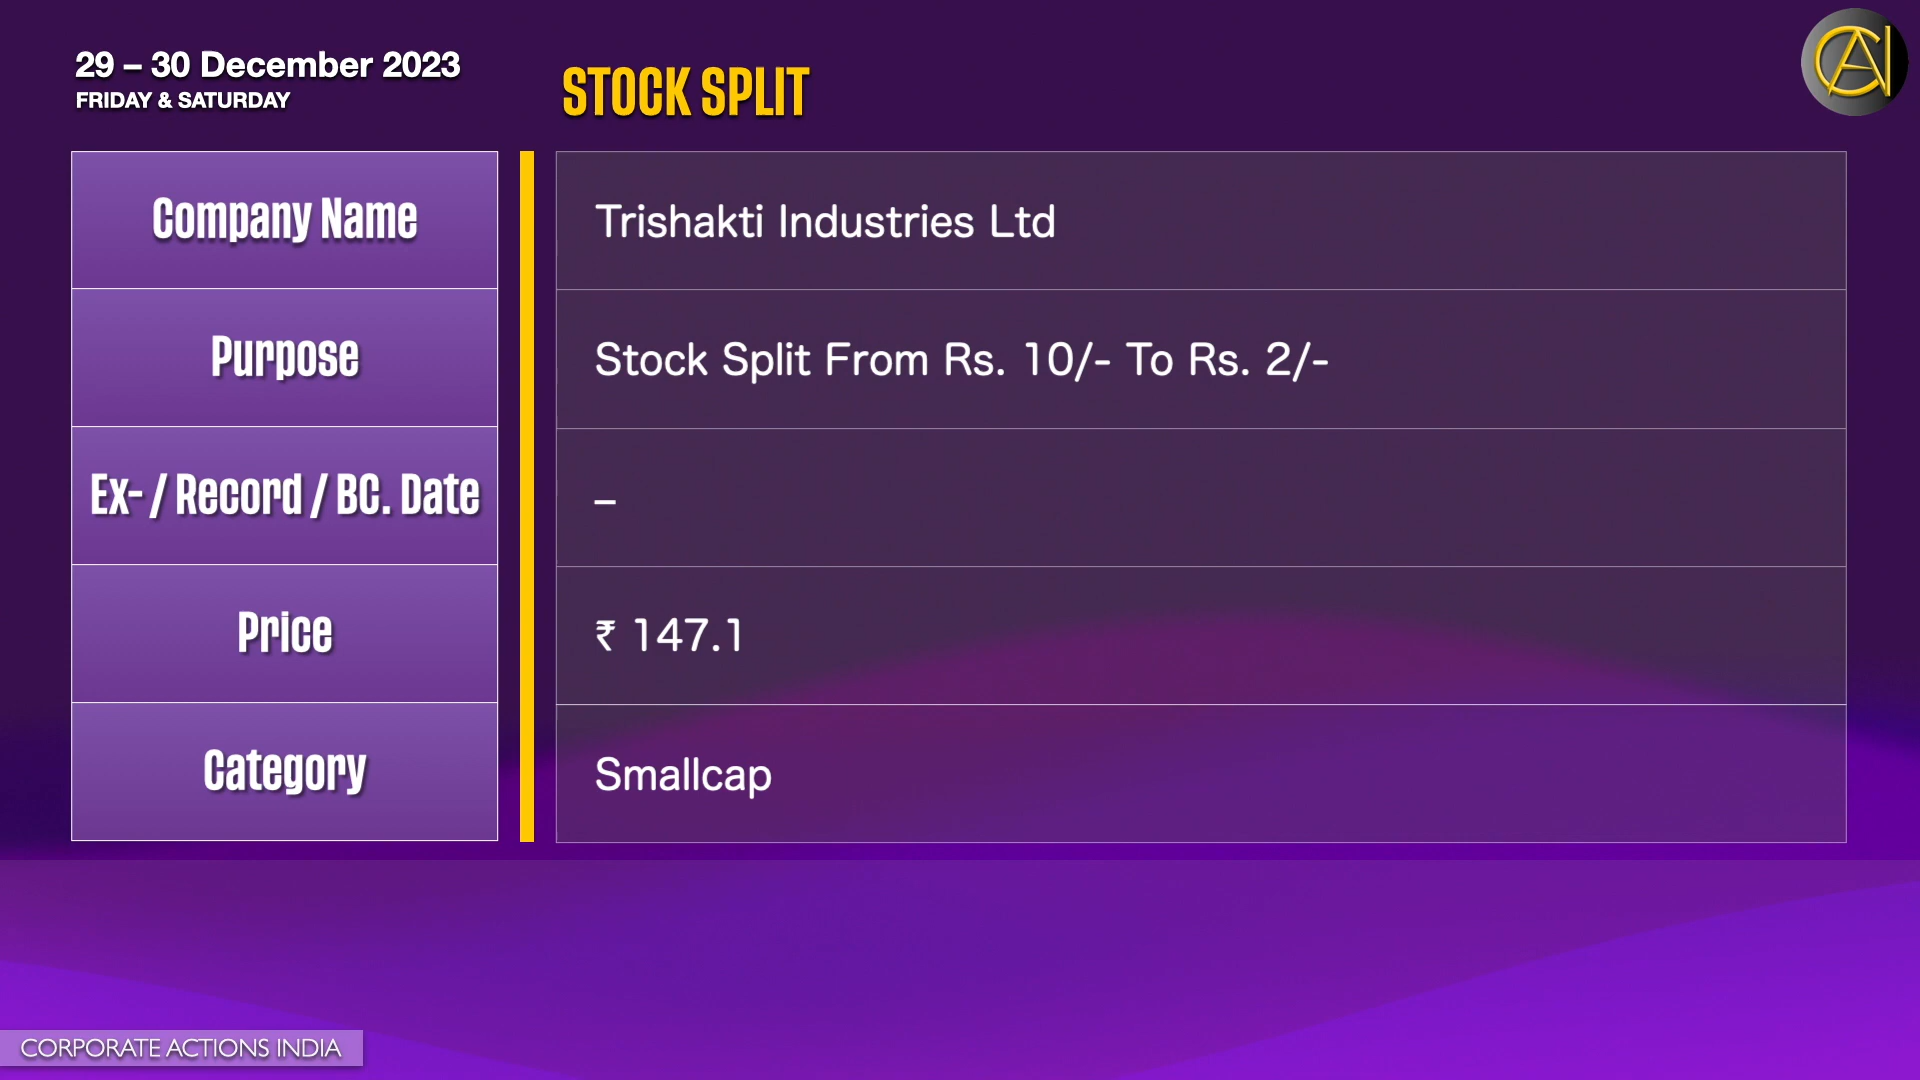 29 – 30 December 2023
FRIDAY & SATURDAY
STOCK SPLIT
CAI
Company Name
Trishakti Industries Ltd
Purpose
Stock Split From Rs. 10/- To Rs. 2/-
Ex- / Record / BC. Date
–
Price
₹ 147.1
Category
Smallcap
CORPORATE ACTIONS INDIA